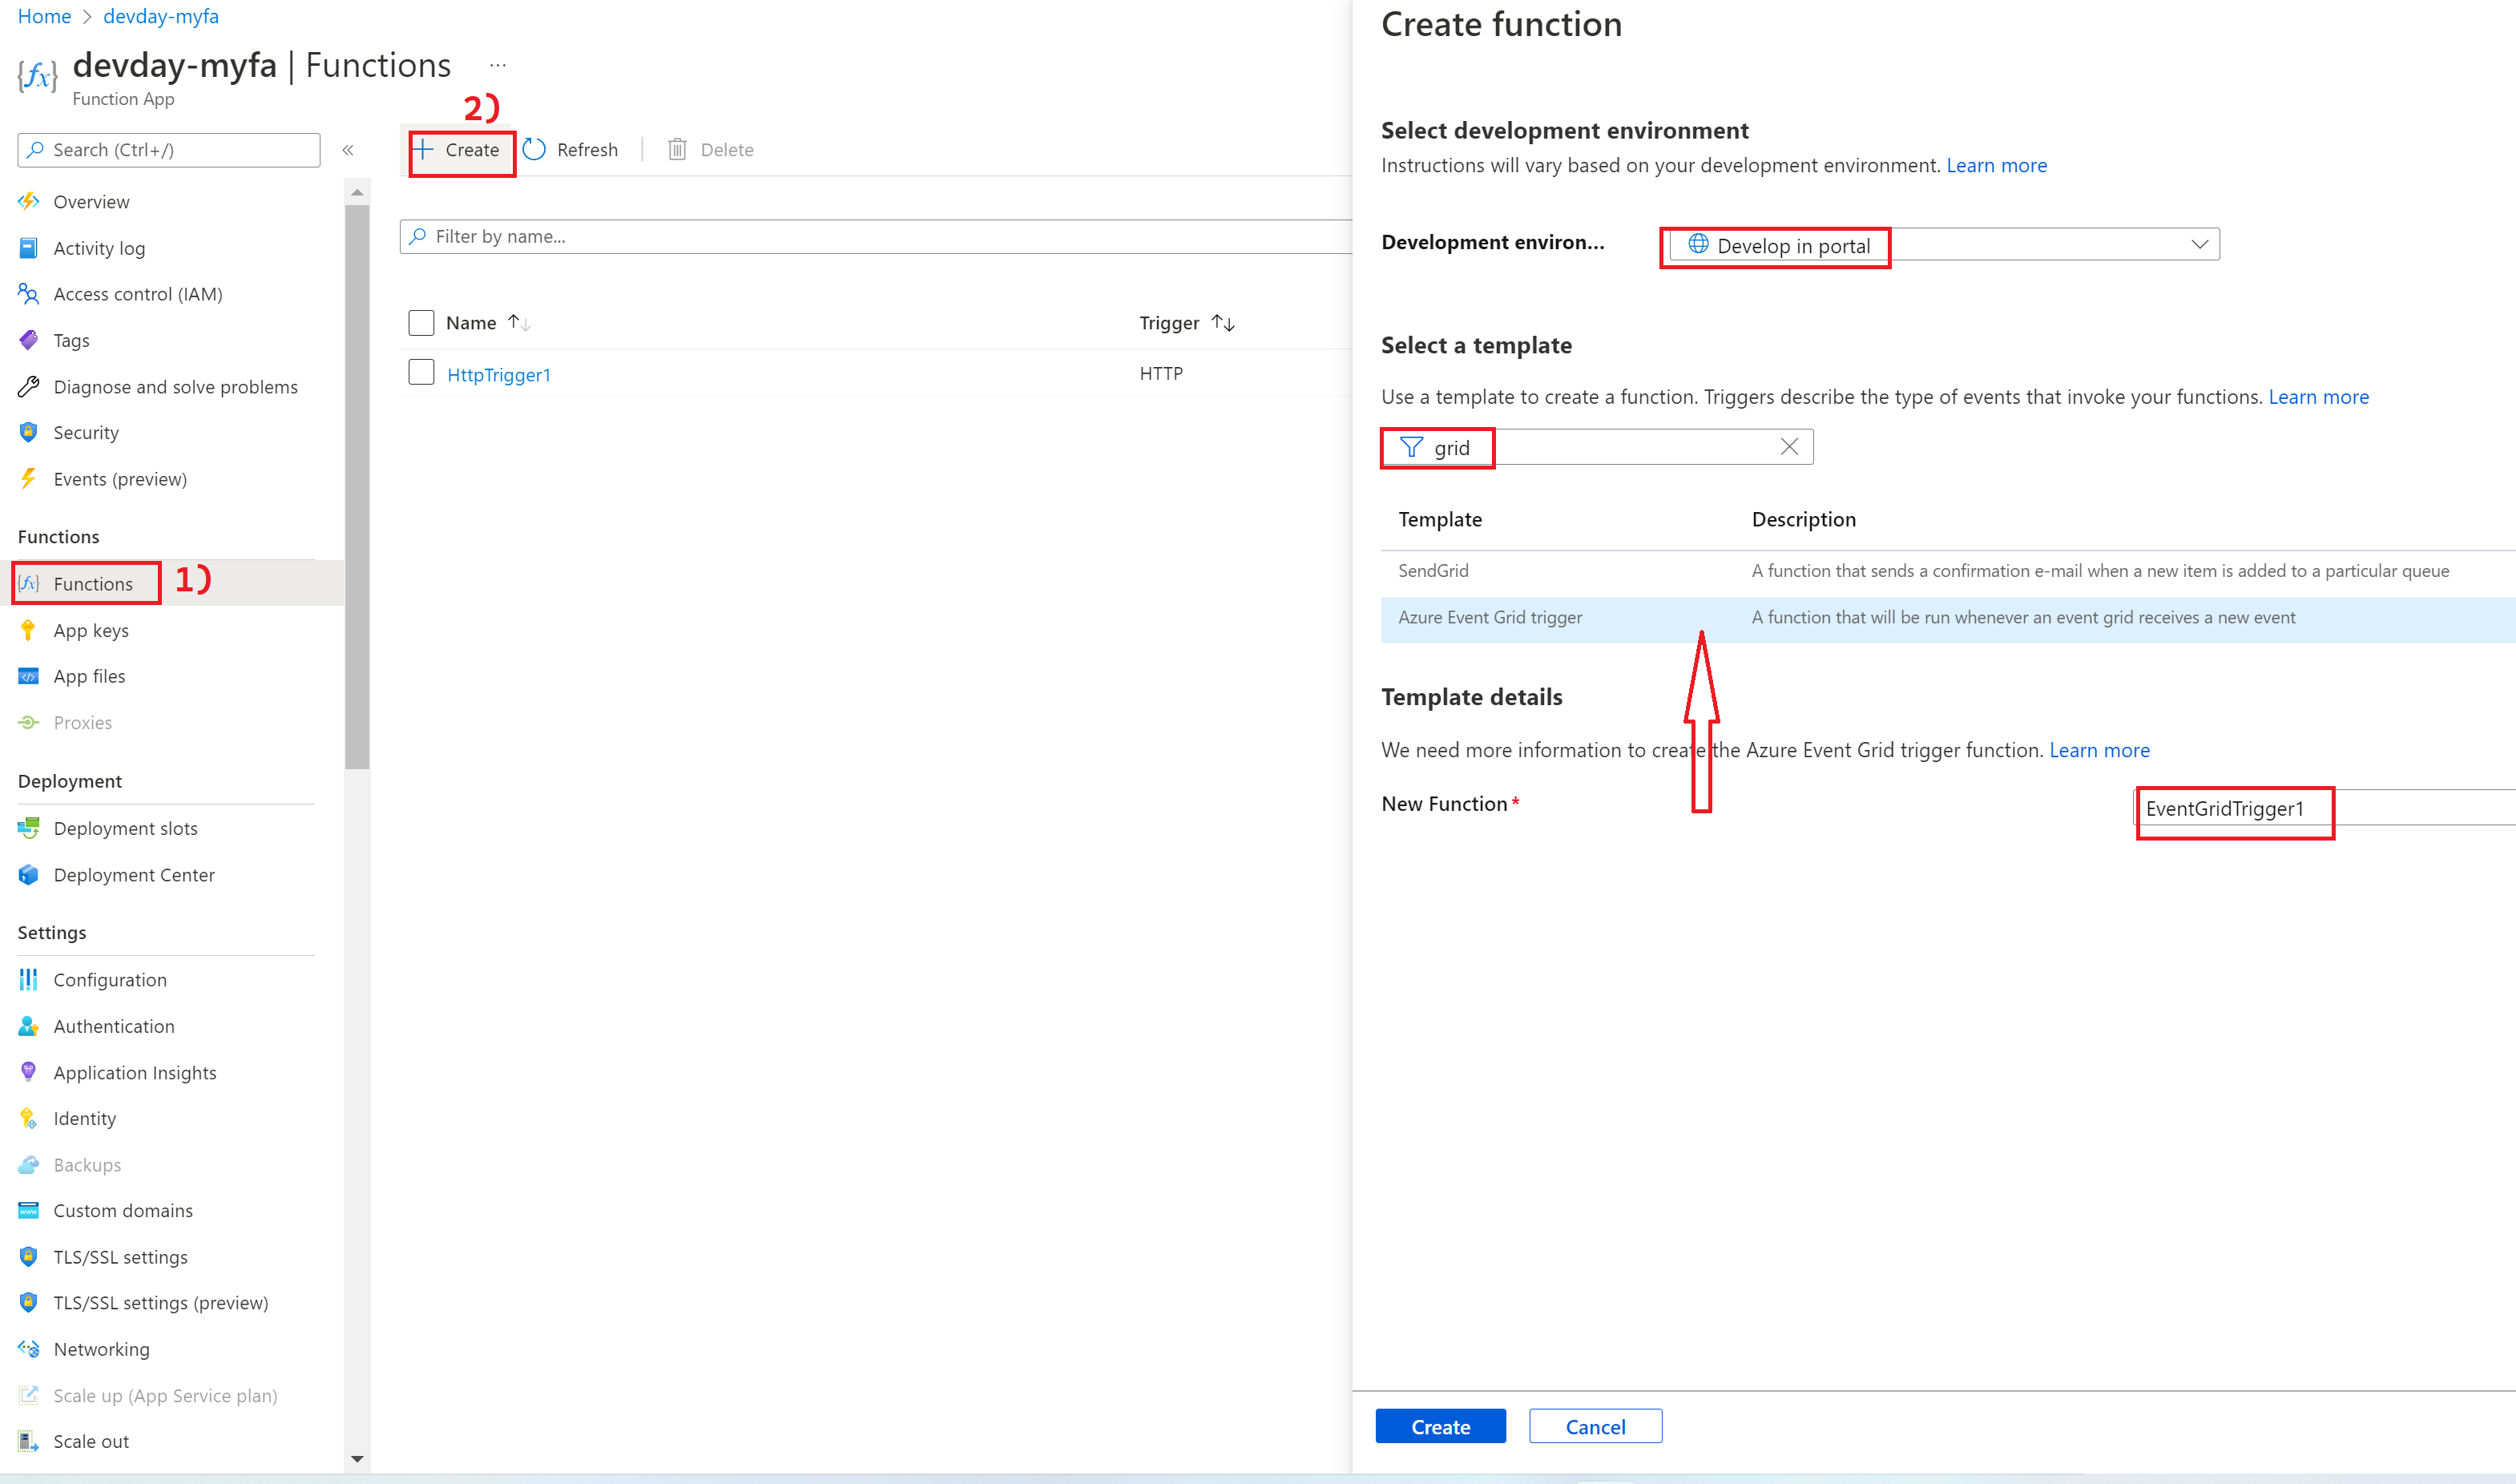 Home > devday-myfa
devday-myfa | Functions ...
Function App
Search (Ctrl+/)
«
Overview
Activity log
Access control (IAM)
Tags
Diagnose and solve problems
Security
Events (preview)
Functions
Functions
1)
App keys
App files
Proxies
Deployment
Deployment slots
Deployment Center
Settings
Configuration
Authentication
Application Insights
Identity
Backups
Custom domains
TLS/SSL settings
TLS/SSL settings (preview)
Networking
Scale up (App Service plan)
Scale out
2)
Create
Refresh
Delete
Filter by name...
Name ↑↓ Trigger ↑↓
HttpTrigger1 HTTP
Create function
Select development environment
Instructions will vary based on your development environment. Learn more
Development environ... Develop in portal
Select a template
Use a template to create a function. Triggers describe the type of events that invoke your functions. Learn more
grid
Template Description
SendGrid A function that sends a confirmation e-mail when a new item is added to a particular queue
Azure Event Grid trigger A function that will be run whenever an event grid receives a new event
Template details
We need more information to create the Azure Event Grid trigger function. Learn more
New Function * EventGridTrigger1
Create Cancel